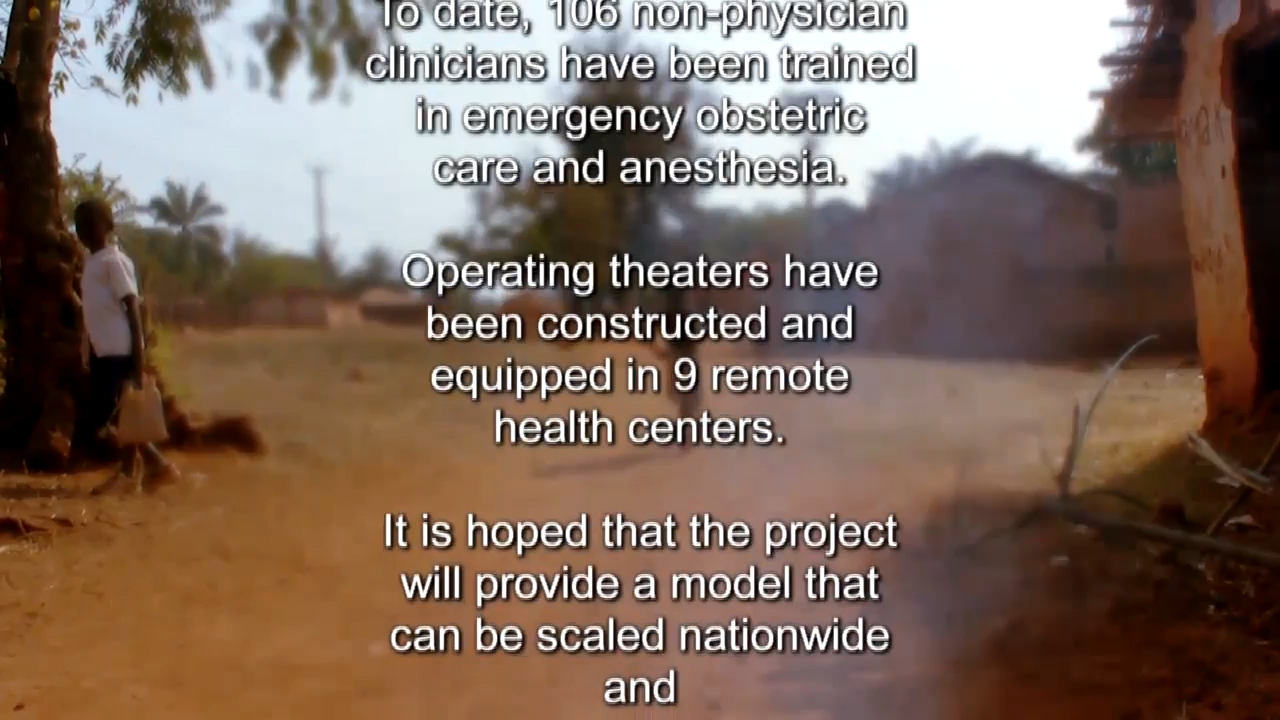 To date, 106 non-physician
clinicians have been trained
in emergency obstetric
care and anesthesia.
Operating theaters have
been constructed and
equipped in 9 remote
health centers.
It is hoped that the project
will provide a model that
can be scaled nationwide
and